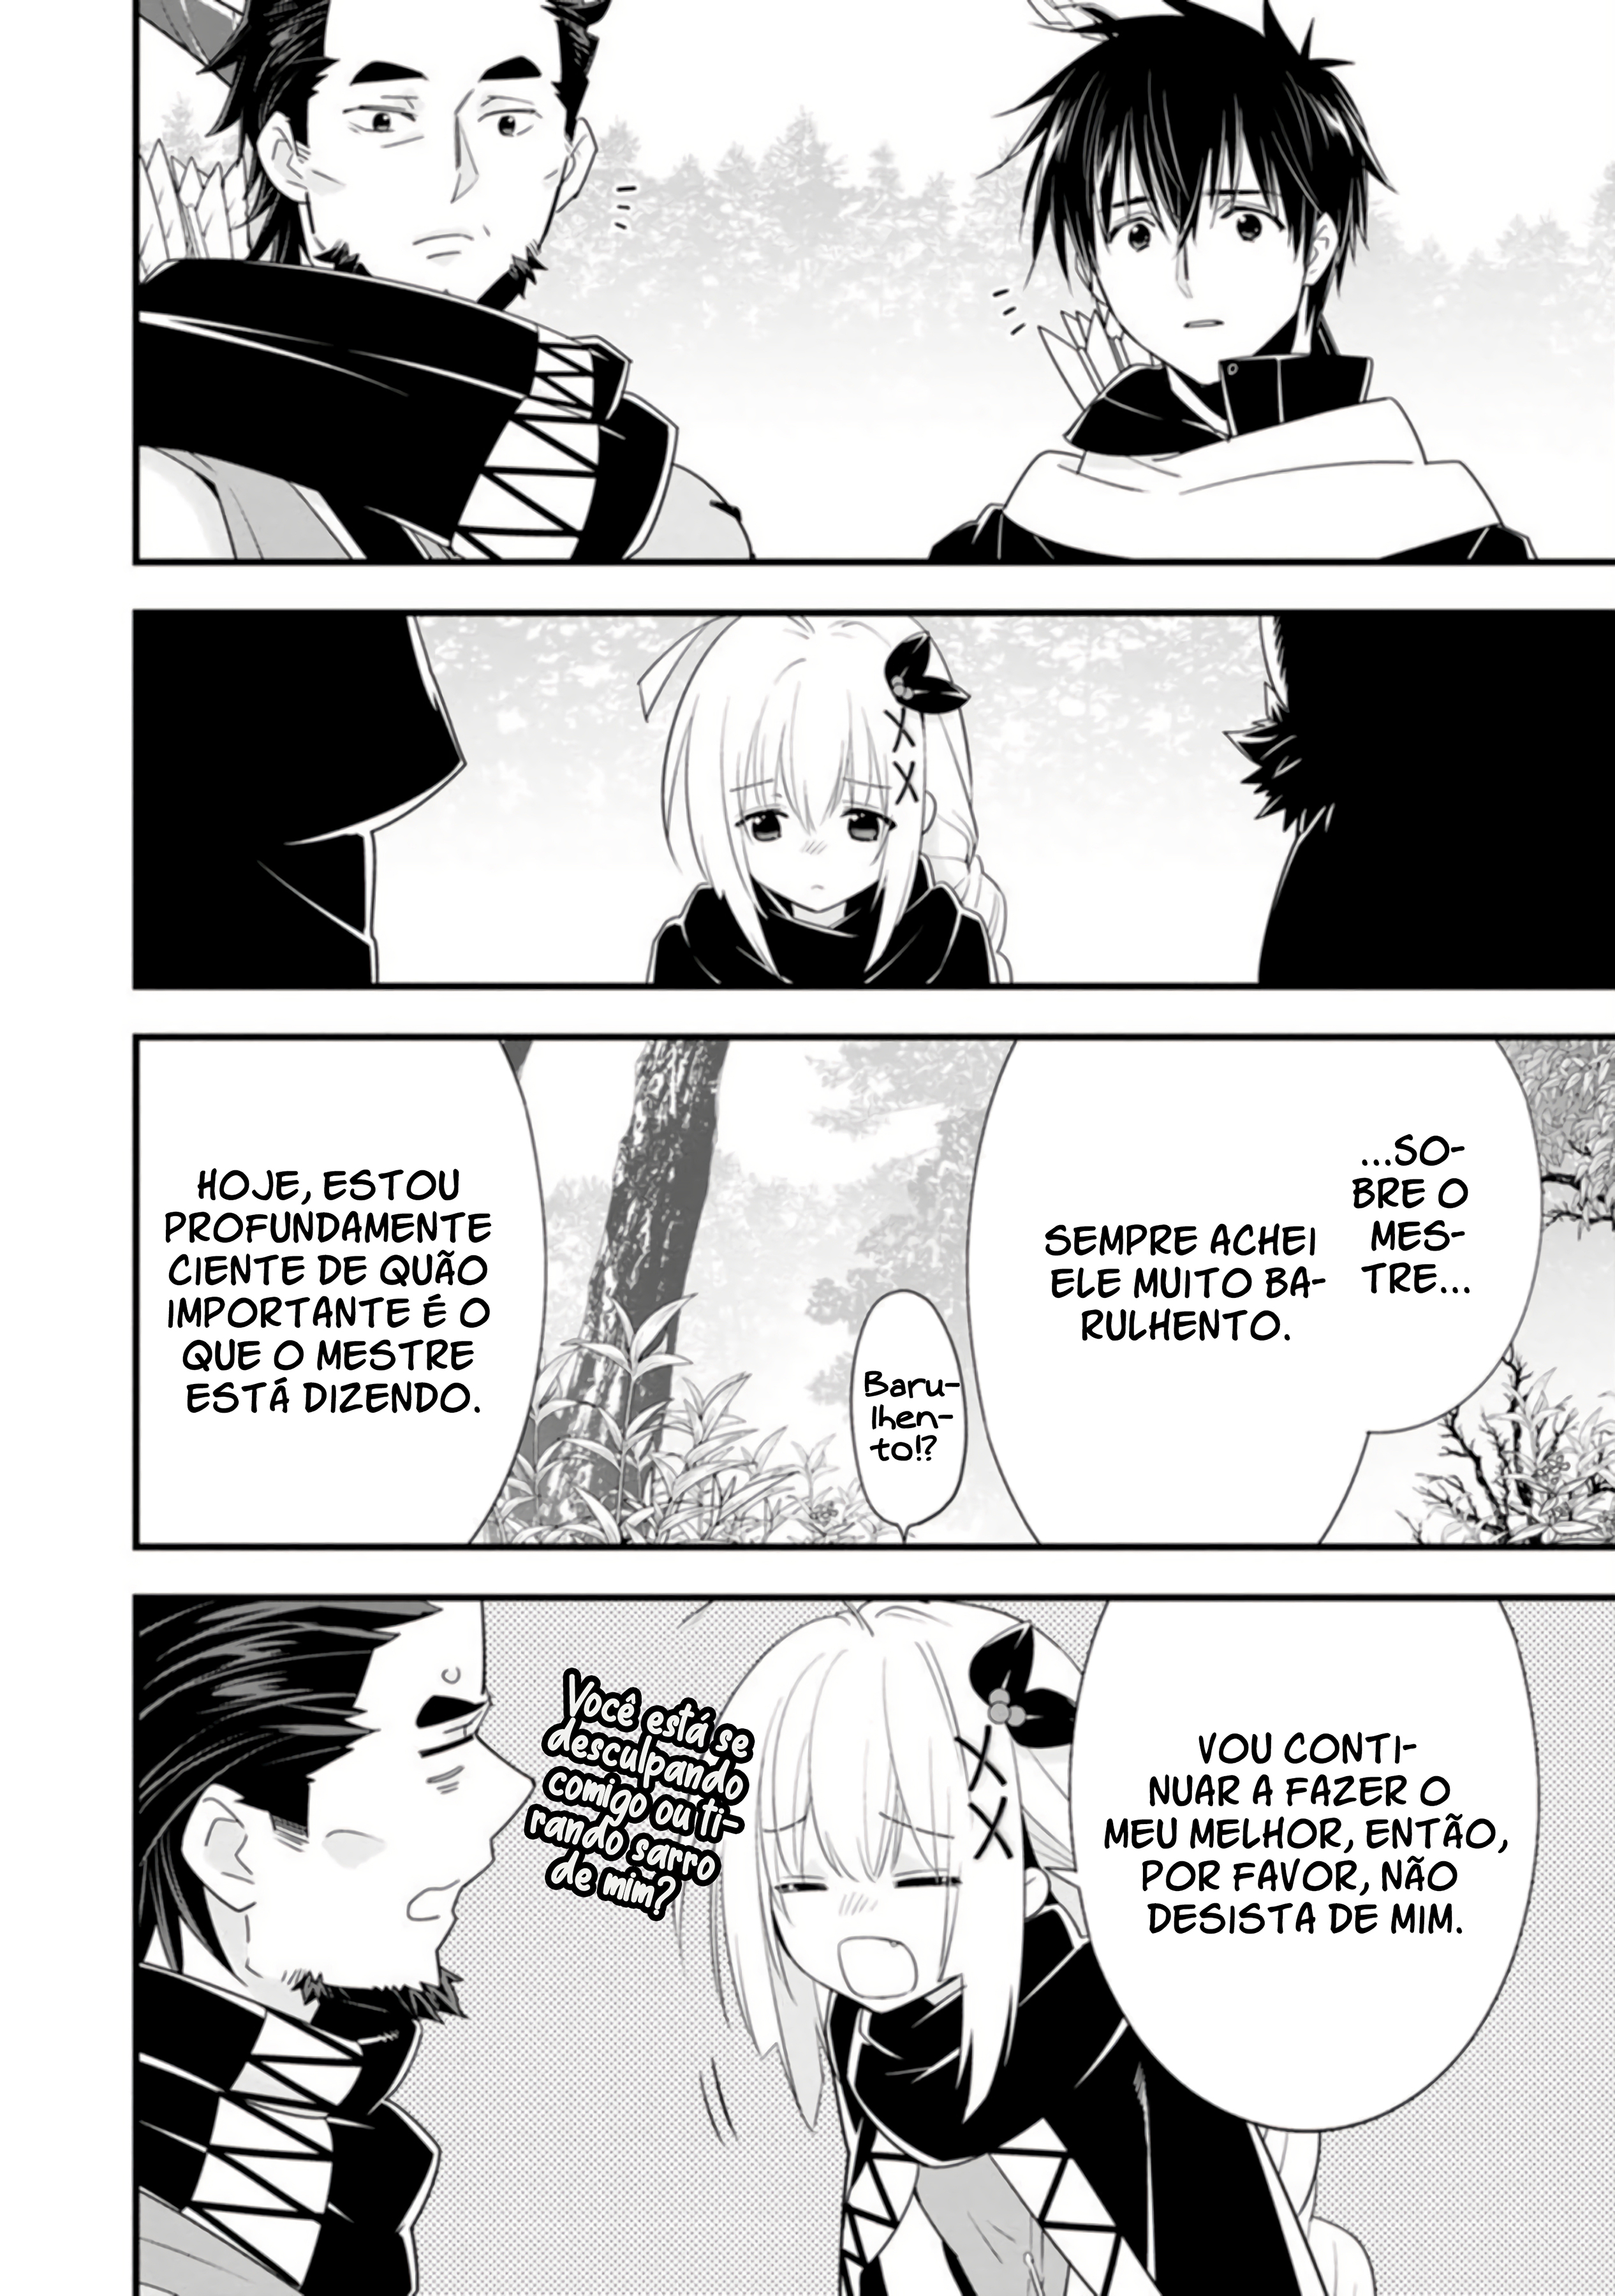 ...SO-
BRE O
MES-
TRE...
SEMPRE ACHEI
ELE MUITO BA-
RULHENTO.
Baru-
lhen-
to!?
HOJE, ESTOU
PROFUNDAMENTE
CIENTE DE QUÃO
IMPORTANTE É O
QUE O MESTRE
ESTÁ DIZENDO.
VOU CONTI-
NUAR A FAZER O
MEU MELHOR, ENTÃO,
POR FAVOR, NÃO
DESISTA DE MIM.
Você está se
desculpando
comigo ou ti-
rando sarro
de mim?